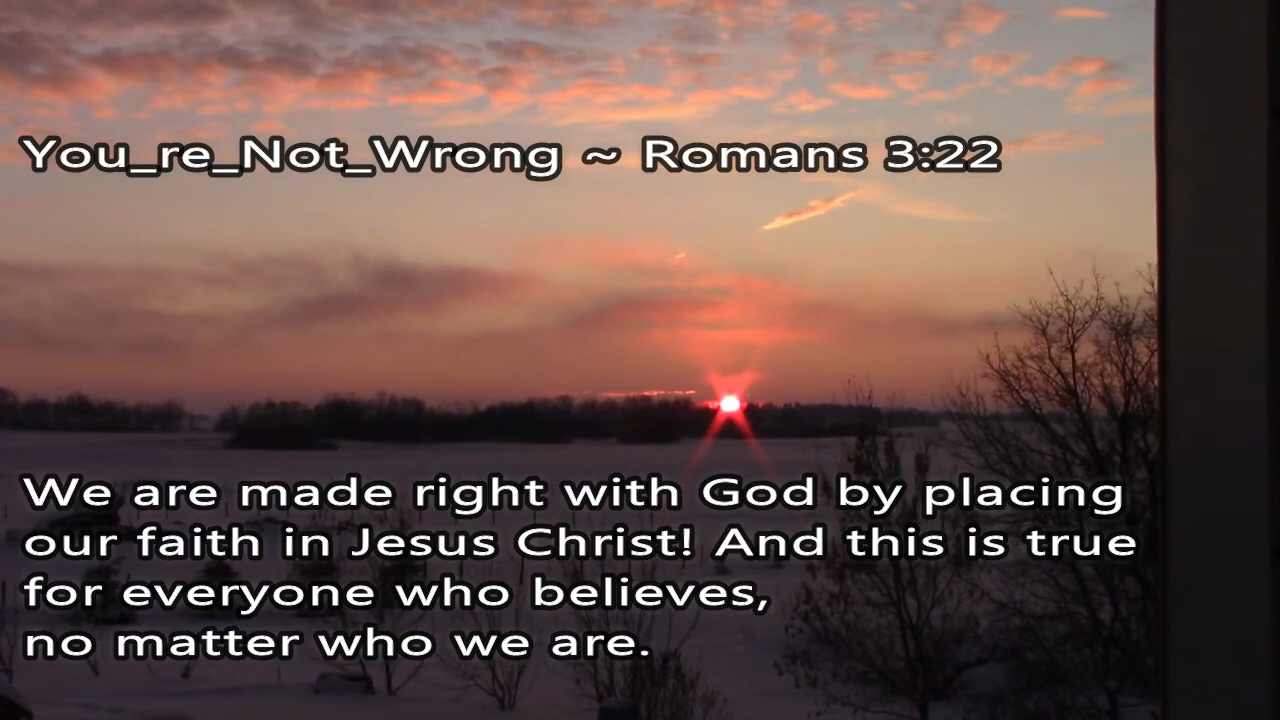 You_re_Not_Wrong ~ Romans 3:22
We are made right with God by placing
our faith in Jesus Christ! And this is true
for everyone who believes,
no matter who we are.